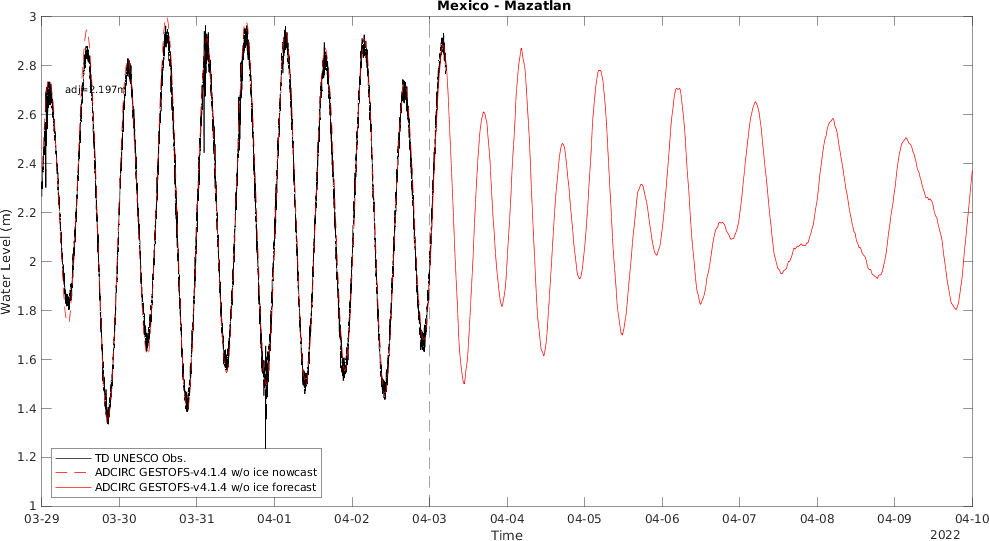 Mexico - Mazatlan
3
2.8
2.6
2.4
2.2
2
1.8
1.6
1.4
1.2
1
Water Level (m)
adj=2.197m
TD UNESCO Obs.
ADCIRC GESTOFS-v4.1.4 w/o ice nowcast
ADCIRC GESTOFS-v4.1.4 w/o ice forecast
03-29 03-30 03-31 04-01 04-02 04-03 04-04 04-05 04-06 04-07 04-08 04-09 04-10
Time
2022